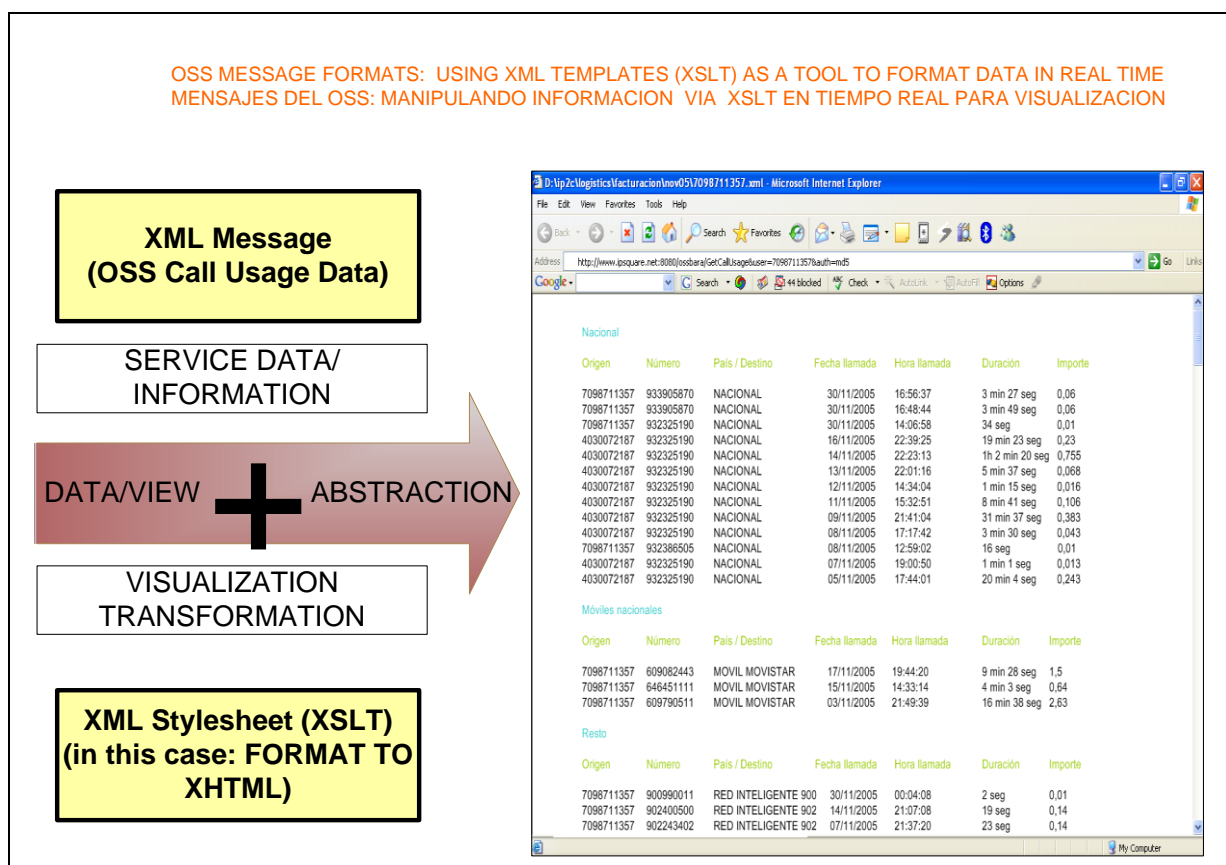 OSS MESSAGE FORMATS: USING XML TEMPLATES (XSLT) AS A TOOL TO FORMAT DATA IN REAL TIME
MENSAJES DEL OSS: MANIPULANDO INFORMACION VIA XSLT EN TIEMPO REAL PARA VISUALIZACION
XML Message
(OSS Call Usage Data)
SERVICE DATA/
INFORMATION
DATA/VIEW + ABSTRACTION
VISUALIZATION
TRANSFORMATION
XML Stylesheet (XSLT)
(in this case: FORMAT TO
XHTML)
D:\ip2c\logistics\facturacion\nov05\7098711357.xml - Microsoft Internet Explorer
File Edit View Favorites Tools Help
Back Search Favorites
Address http://www.ipsquare.net:8080/ossbara/GetCallUsage&user=7098711357&auth=md5 Go Links
Google Search 44 blocked Check AutoLink AutoFill Options
Nacional
Origen Número País / Destino Fecha llamada Hora llamada Duración Importe
7098711357 933905870 NACIONAL 30/11/2005 16:56:37 3 min 27 seg 0,06
7098711357 933905870 NACIONAL 30/11/2005 16:48:44 3 min 49 seg 0,06
7098711357 932325190 NACIONAL 30/11/2005 14:06:58 34 seg 0,01
4030072187 932325190 NACIONAL 16/11/2005 22:39:25 19 min 23 seg 0,23
4030072187 932325190 NACIONAL 14/11/2005 22:23:13 1h 2 min 20 seg 0,755
4030072187 932325190 NACIONAL 13/11/2005 22:01:16 5 min 37 seg 0,068
4030072187 932325190 NACIONAL 12/11/2005 14:34:04 1 min 15 seg 0,016
4030072187 932325190 NACIONAL 11/11/2005 15:32:51 8 min 41 seg 0,106
4030072187 932325190 NACIONAL 09/11/2005 21:41:04 31 min 37 seg 0,383
4030072187 932325190 NACIONAL 08/11/2005 17:17:42 3 min 30 seg 0,043
7098711357 932386505 NACIONAL 08/11/2005 12:59:02 16 seg 0,01
4030072187 932325190 NACIONAL 07/11/2005 19:00:50 1 min 1 seg 0,013
4030072187 932325190 NACIONAL 05/11/2005 17:44:01 20 min 4 seg 0,243
Móviles nacionales
Origen Número País / Destino Fecha llamada Hora llamada Duración Importe
7098711357 609082443 MOVIL MOVISTAR 17/11/2005 19:44:20 9 min 28 seg 1,5
7098711357 646451111 MOVIL MOVISTAR 15/11/2005 14:33:14 4 min 3 seg 0,64
7098711357 609790511 MOVIL MOVISTAR 03/11/2005 21:49:39 16 min 38 seg 2,63
Resto
Origen Número País / Destino Fecha llamada Hora llamada Duración Importe
7098711357 900990011 RED INTELIGENTE 900 30/11/2005 00:04:08 2 seg 0,01
7098711357 902400500 RED INTELIGENTE 902 14/11/2005 21:07:08 19 seg 0,14
7098711357 902243402 RED INTELIGENTE 902 07/11/2005 21:37:20 23 seg 0,14
My Computer